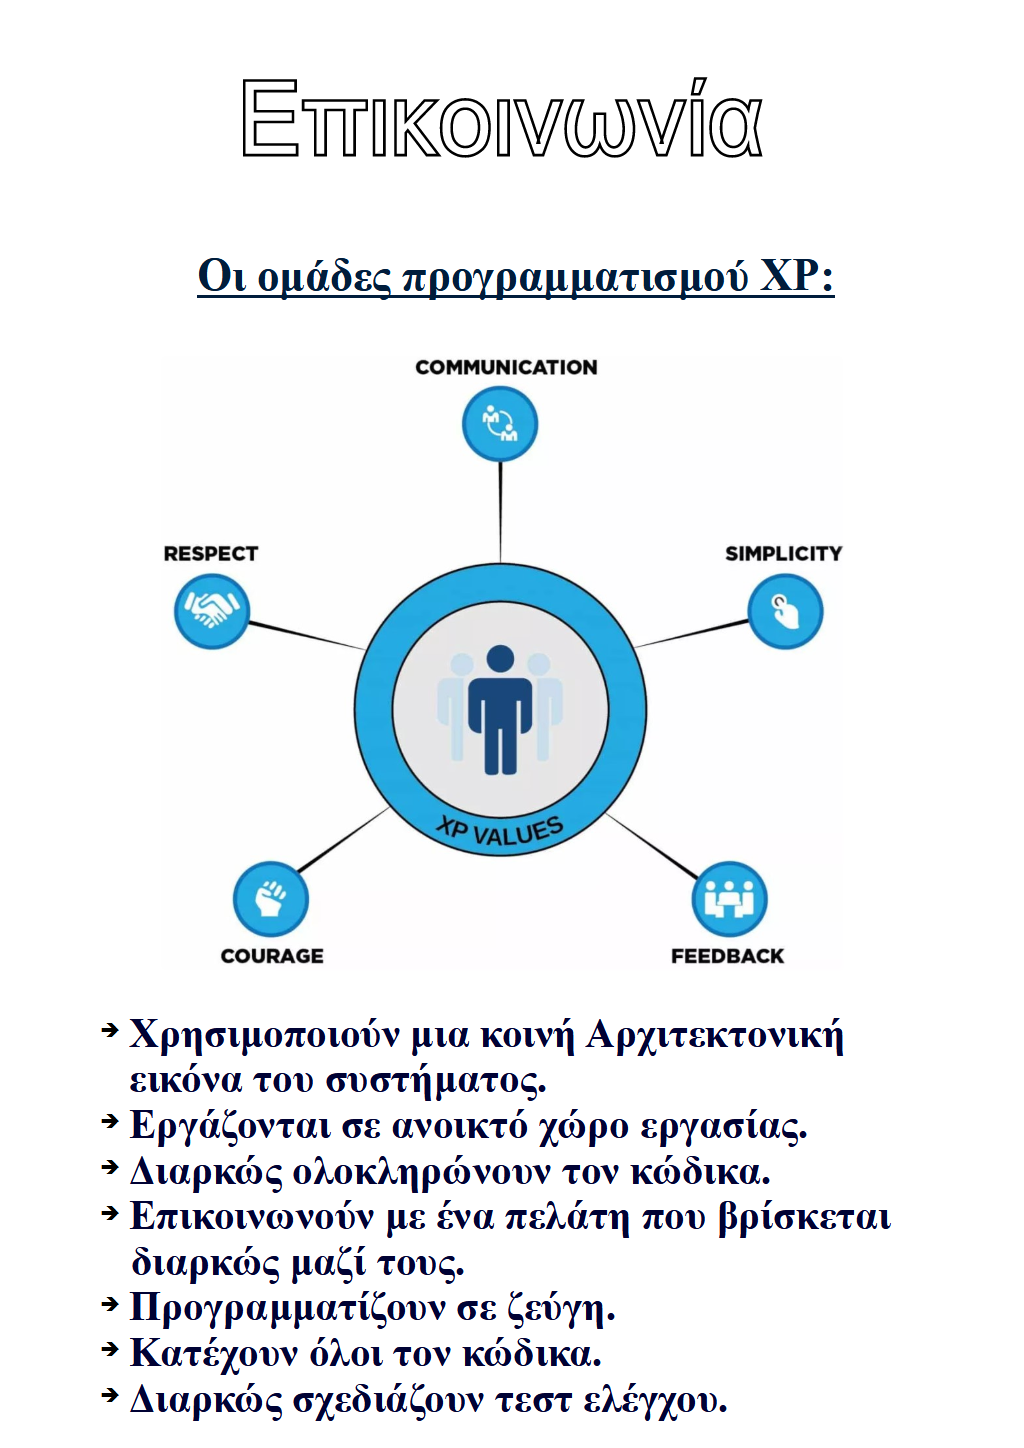 Επικοινωνία
Οι ομάδες προγραμματισμού XP:
COMMUNICATION
RESPECT
SIMPLICITY
XP VALUES
COURAGE
FEEDBACK
➔ Χρησιμοποιούν μια κοινή Αρχιτεκτονική
εικόνα του συστήματος.
➔ Εργάζονται σε ανοικτό χώρο εργασίας.
➔ Διαρκώς ολοκληρώνουν τον κώδικα.
➔ Επικοινωνούν με ένα πελάτη που βρίσκεται
διαρκώς μαζί τους.
➔ Προγραμματίζουν σε ζεύγη.
➔ Κατέχουν όλοι τον κώδικα.
➔ Διαρκώς σχεδιάζουν τεστ ελέγχου.